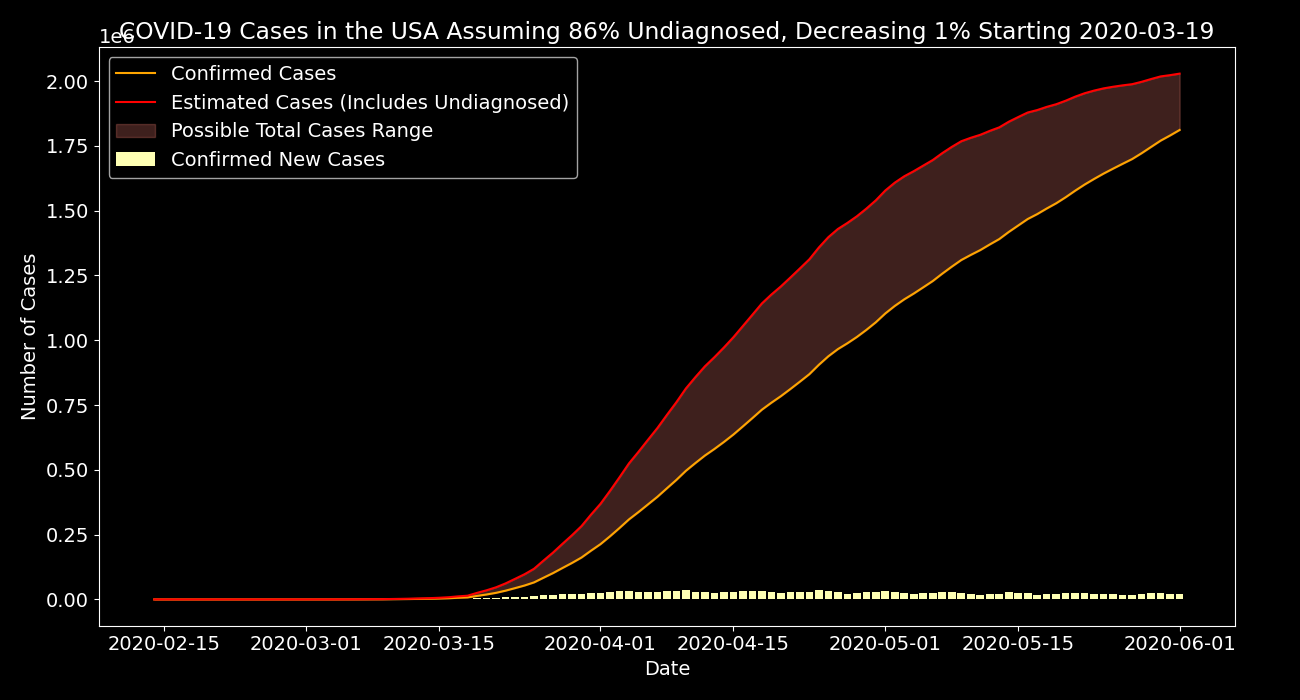 COVID-19 Cases in the USA Assuming 86% Undiagnosed, Decreasing 1% Starting 2020-03-19
1e6
Confirmed Cases
Estimated Cases (Includes Undiagnosed)
Possible Total Cases Range
Confirmed New Cases
2.00
1.75
1.50
1.25
1.00
0.75
0.50
0.25
0.00
Number of Cases
2020-02-15 2020-03-01 2020-03-15 2020-04-01 2020-04-15 2020-05-01 2020-05-15 2020-06-01
Date